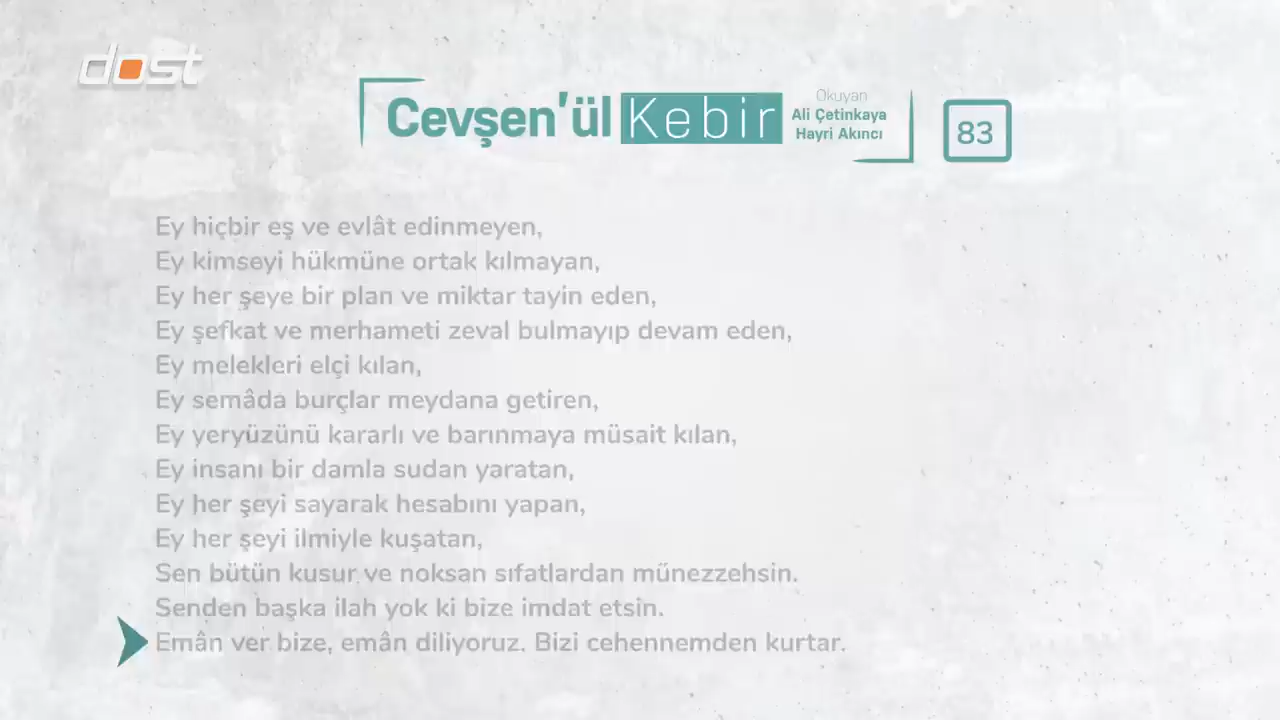 dost
Cevşen'ül Kebir
Okuyan
Ali Çetinkaya
Hayri Akıncı
83
Ey hiçbir eş ve evlât edinmeyen,
Ey kimseyi hükmüne ortak kılmayan,
Ey her şeye bir plan ve miktar tayin eden,
Ey şefkat ve merhameti zeval bulmayıp devam eden,
Ey melekleri elçi kılan,
Ey semâda burçlar meydana getiren,
Ey yeryüzünü kararlı ve barınmaya müsait kılan,
Ey insanı bir damla sudan yaratan,
Ey her şeyi sayarak hesabını yapan,
Ey her şeyi ilmiyle kuşatan,
Sen bütün kusur ve noksan sıfatlardan münezzehsin.
Senden başka ilah yok ki bize imdat etsin.
Emân ver bize, emân diliyoruz. Bizi cehennemden kurtar.